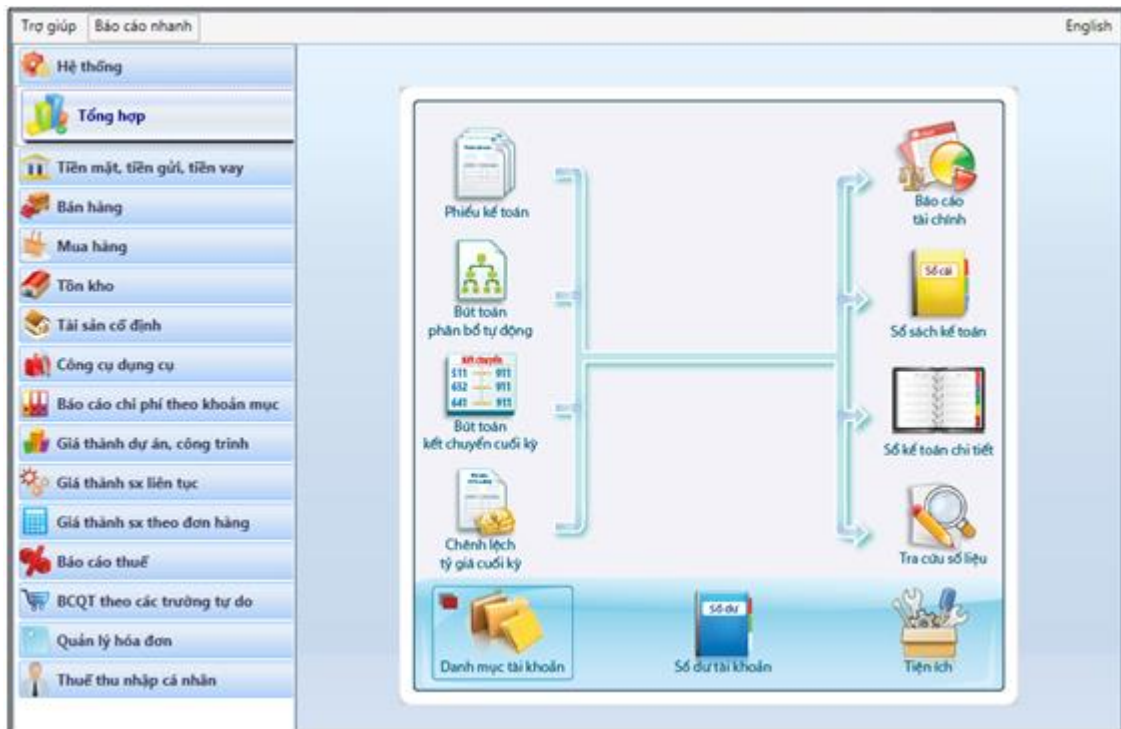 Trợ giúp Báo cáo nhanh English
Hệ thống
Tổng hợp
Tiền mặt, tiền gửi, tiền vay
Bán hàng
Mua hàng
Tồn kho
Tài sản cố định
Công cụ dụng cụ
Báo cáo chi phí theo khoản mục
Giá thành dự án, công trình
Giá thành sx liên tục
Giá thành sx theo đơn hàng
Báo cáo thuế
BCQT theo các trường tự do
Quản lý hóa đơn
Thuế thu nhập cá nhân
Phiếu kế toán
Bút toán
phân bổ tự động
Kết chuyển
511 911
632 911
641 911
Bút toán
kết chuyển cuối kỳ
Chênh lệch
tỷ giá cuối kỳ
Báo cáo
tài chính
Sổ cái
Sổ sách kế toán
Sổ kế toán chi tiết
Tra cứu số liệu
Danh mục tài khoản
Số dư
Số dư tài khoản
Tiện ích